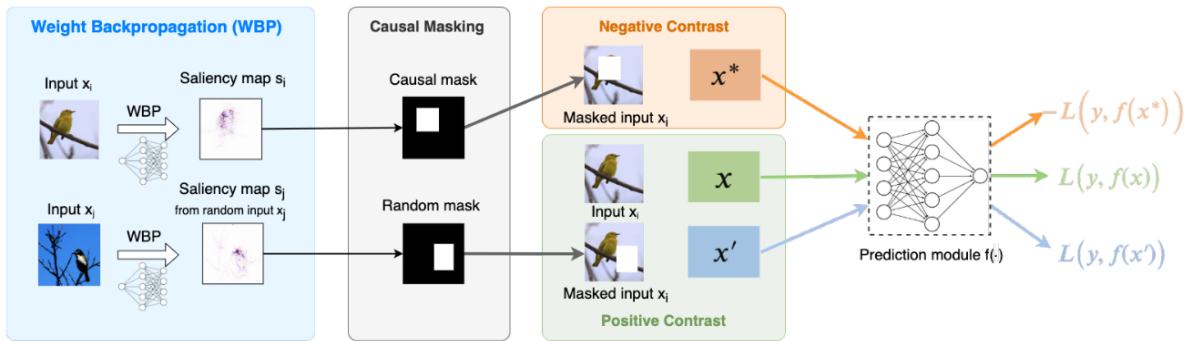 Weight Backpropagation (WBP)
Input xi
WBP
Saliency map si
Input xj
WBP
Saliency map sj
from random input xj
Causal Masking
Causal mask
Random mask
Negative Contrast
Masked input xi
x*
Input xi
x
Masked input xi
x′
Positive Contrast
Prediction module f(·)
−L(y, f(x*))
L(y, f(x))
L(y, f(x′))